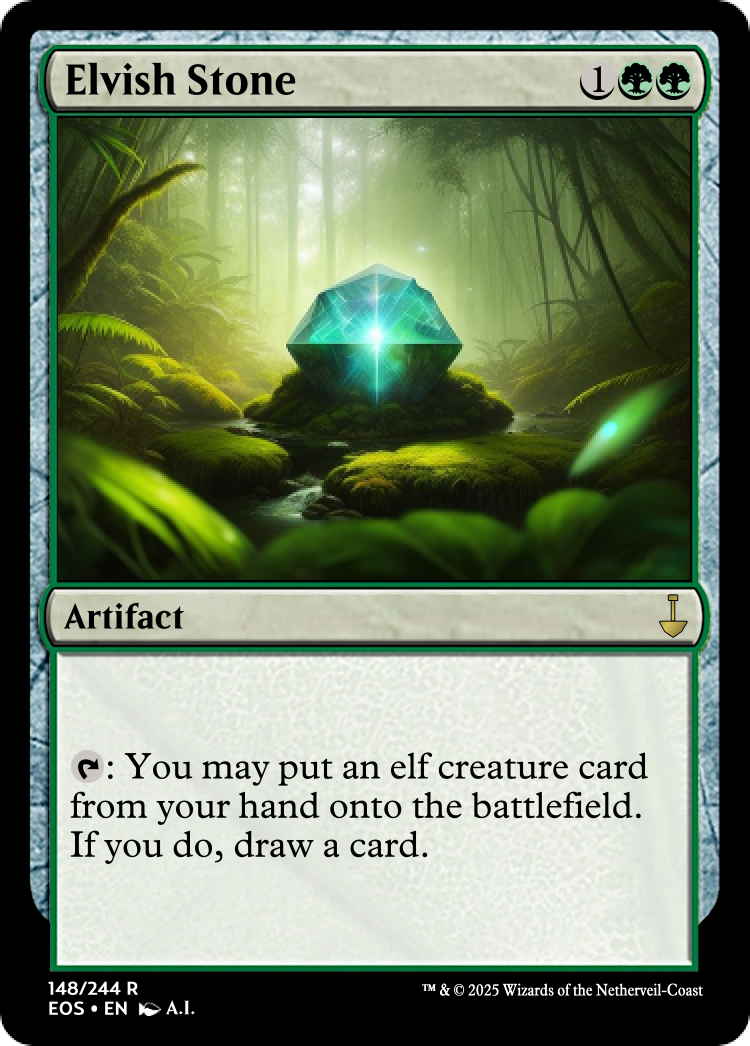 Elvish Stone 1
Artifact
: You may put an elf creature card
from your hand onto the battlefield.
If you do, draw a card.
148/244 R
™ & © 2025 Wizards of the Netherveil-Coast
EOS • EN A.I.